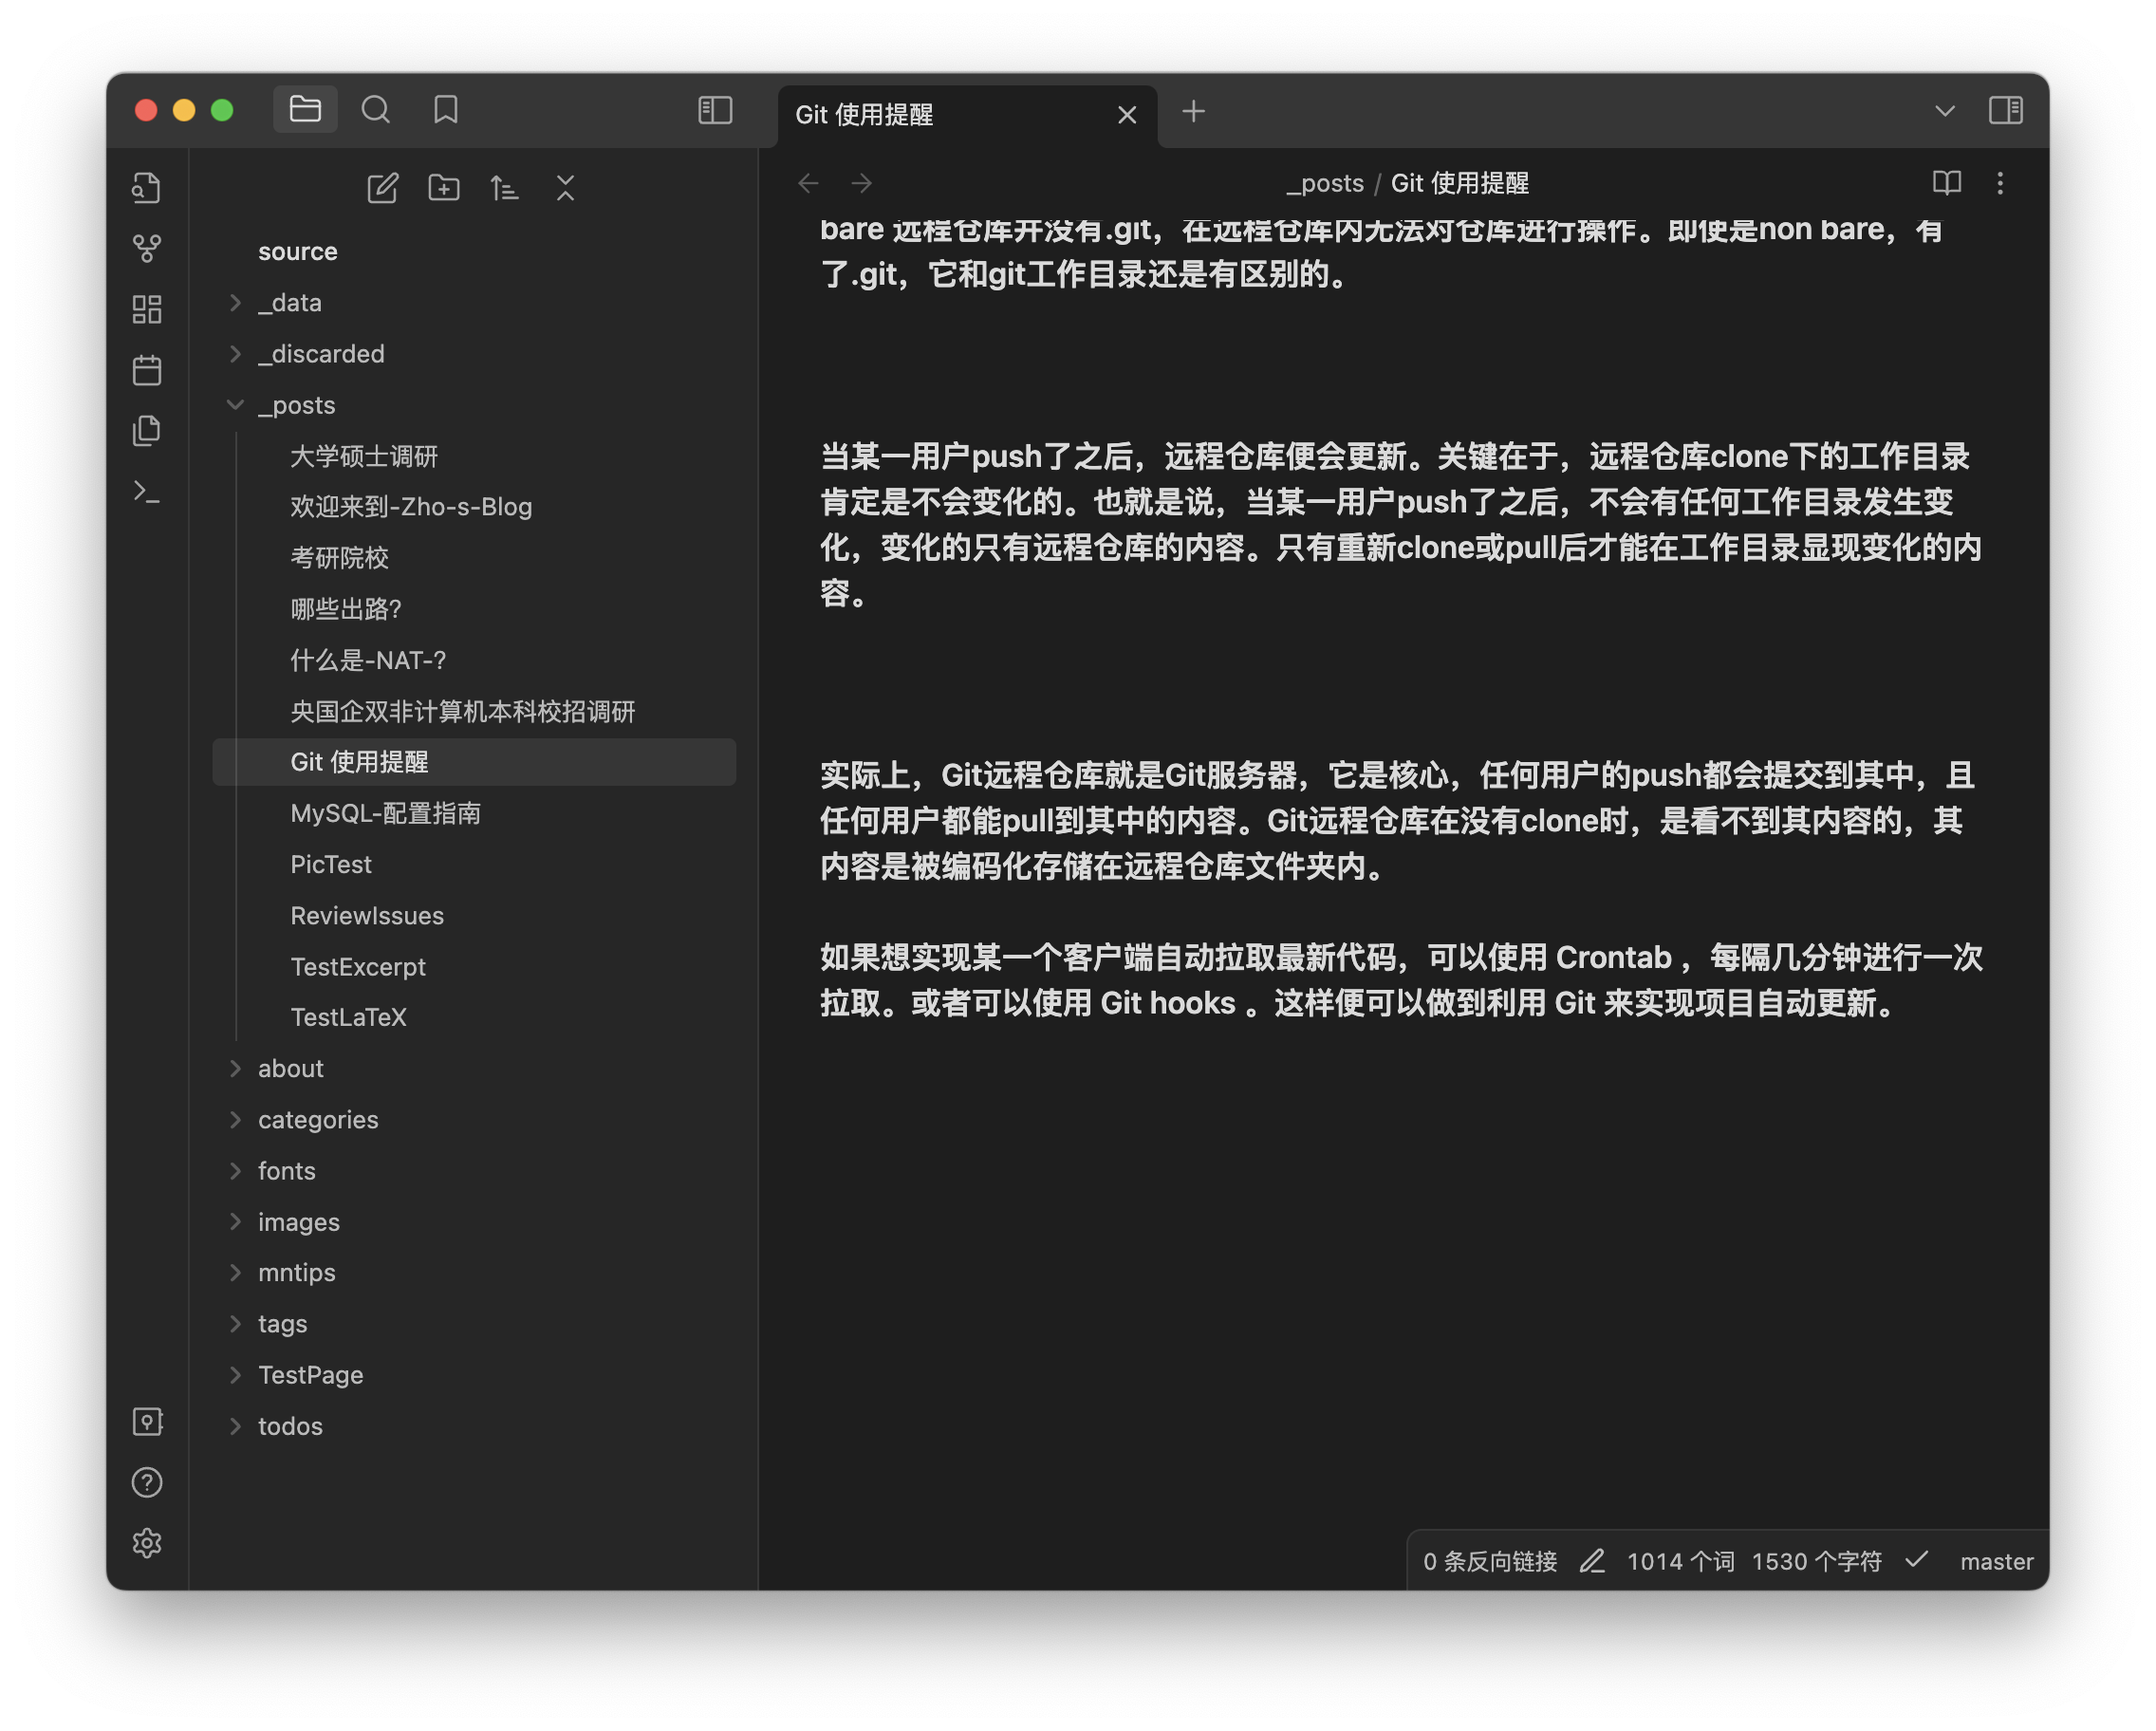 Git 使用提醒
source
_data
_discarded
_posts
大学硕士调研
欢迎来到-Zho-s-Blog
考研院校
哪些出路?
什么是-NAT-?
央国企双非计算机本科校招调研
Git 使用提醒
MySQL-配置指南
PicTest
ReviewIssues
TestExcerpt
TestLaTeX
about
categories
fonts
images
mntips
tags
TestPage
todos
_posts / Git 使用提醒
bare 远程仓库并没有.git，在远程仓库内无法对仓库进行操作。即使是non bare，有
了.git，它和git工作目录还是有区别的。
当某一用户push了之后，远程仓库便会更新。关键在于，远程仓库clone下的工作目录
肯定是不会变化的。也就是说，当某一用户push了之后，不会有任何工作目录发生变
化，变化的只有远程仓库的内容。只有重新clone或pull后才能在工作目录显现变化的内
容。
实际上，Git远程仓库就是Git服务器，它是核心，任何用户的push都会提交到其中，且
任何用户都能pull到其中的内容。Git远程仓库在没有clone时，是看不到其内容的，其
内容是被编码化存储在远程仓库文件夹内。
如果想实现某一个客户端自动拉取最新代码，可以使用 Crontab ，每隔几分钟进行一次
拉取。或者可以使用 Git hooks 。这样便可以做到利用 Git 来实现项目自动更新。
0 条反向链接 1014 个词 1530 个字符 master